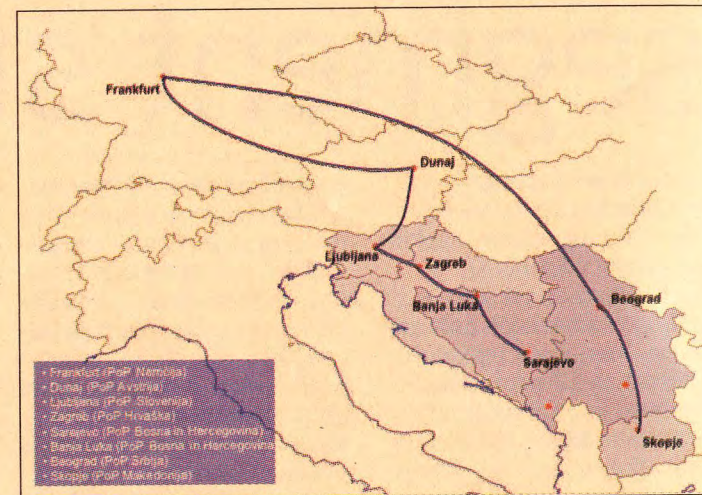 Frankfurt
Dunaj
Ljubljana
Zagreb
Banja Luka
Beograd
Sarajevo
Skopje
• Frankfurt (PoP Nemčija)
• Dunaj (PoP Avstrija)
• Ljubljana (PoP Slovenija)
• Zagreb (PoP Hrvaška)
• Sarajevo (PoP Bosna in Hercegovina)
• Banja Luka (PoP Bosna in Hercegovina)
• Beograd (PoP Srbija)
• Skopje (PoP Makedonija)